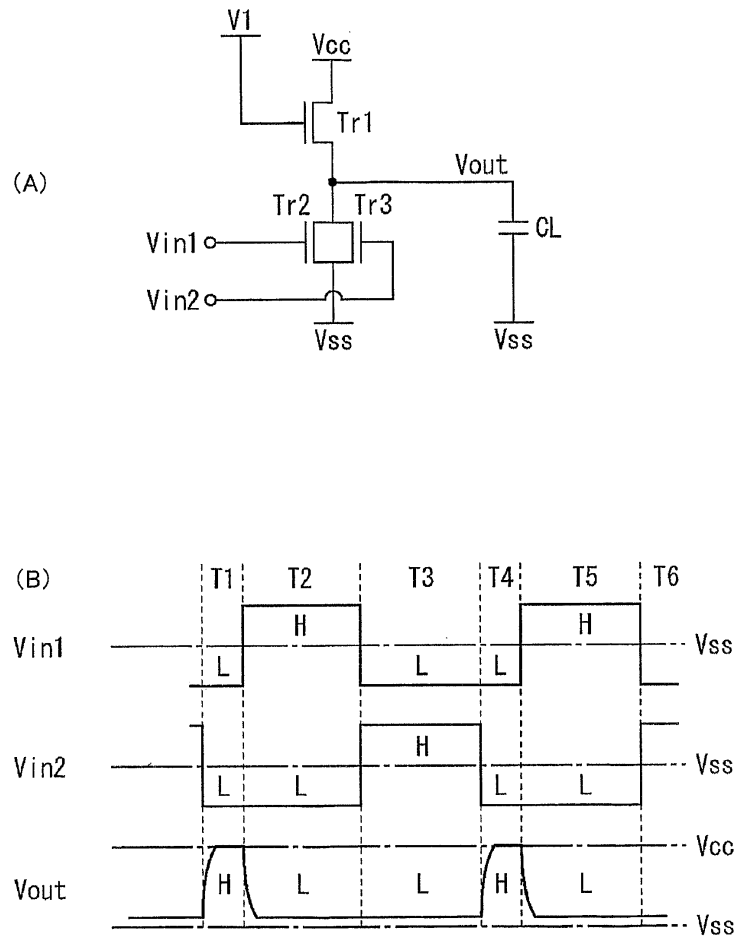 V1
Vcc
Tr1
(A)
Vout
Tr2 Tr3
CL
Vin1
Vin2
Vss Vss
(B) T1 T2 T3 T4 T5 T6
H H
Vin1 Vss
L L L
H
Vin2 Vss
L L L L
Vcc
Vout H L L H L
Vss